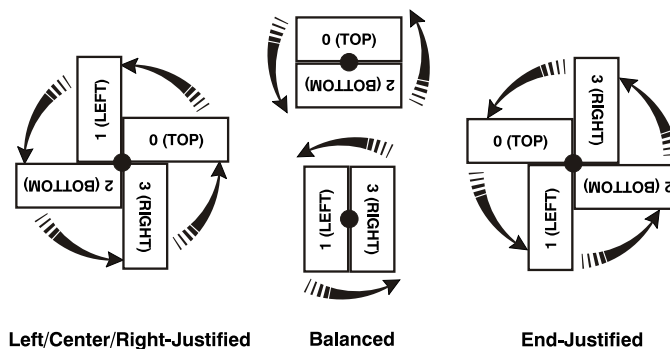 1 (LEFT)
0 (TOP)
2 (BOTTOM)
3 (RIGHT)
Left/Center/Right-Justified
0 (TOP)
2 (BOTTOM)
1 (LEFT)
3 (RIGHT)
Balanced
3 (RIGHT)
0 (TOP)
2 (BOTTOM)
1 (LEFT)
End-Justified